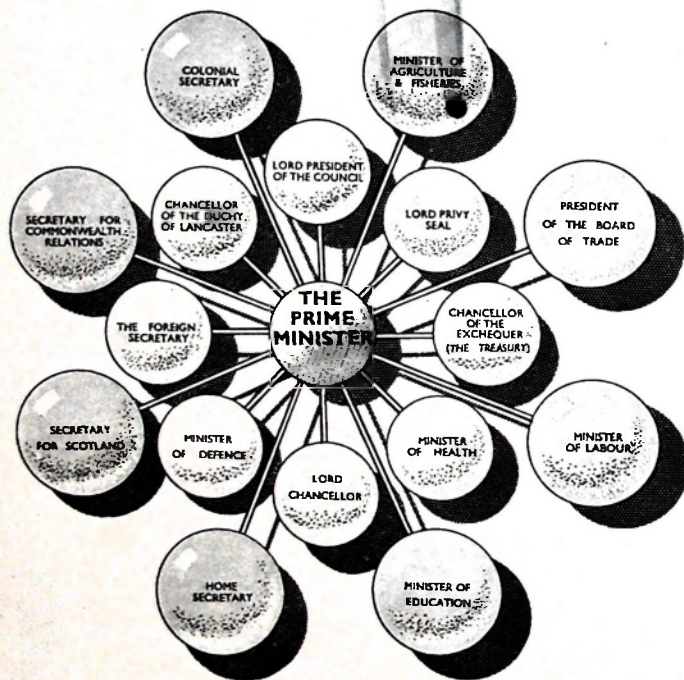 COLONIAL
SECRETARY
MINISTER OF
AGRICULTURE
& FISHERIES
LORD PRESIDENT
OF THE COUNCIL
CHANCELLOR
OF THE DUCHY
OF LANCASTER
LORD PRIVY
SEAL
SECRETARY FOR
COMMONWEALTH
RELATIONS
PRESIDENT
OF THE BOARD
OF TRADE
THE
PRIME
MINISTER
THE FOREIGN
SECRETARY
CHANCELLOR
OF THE
EXCHEQUER
(THE TREASURY)
SECRETARY
FOR SCOTLAND
MINISTER
OF DEFENCE
MINISTER
OF HEALTH
MINISTER
OF LABOUR
LORD
CHANCELLOR
HOME
SECRETARY
MINISTER OF
EDUCATION